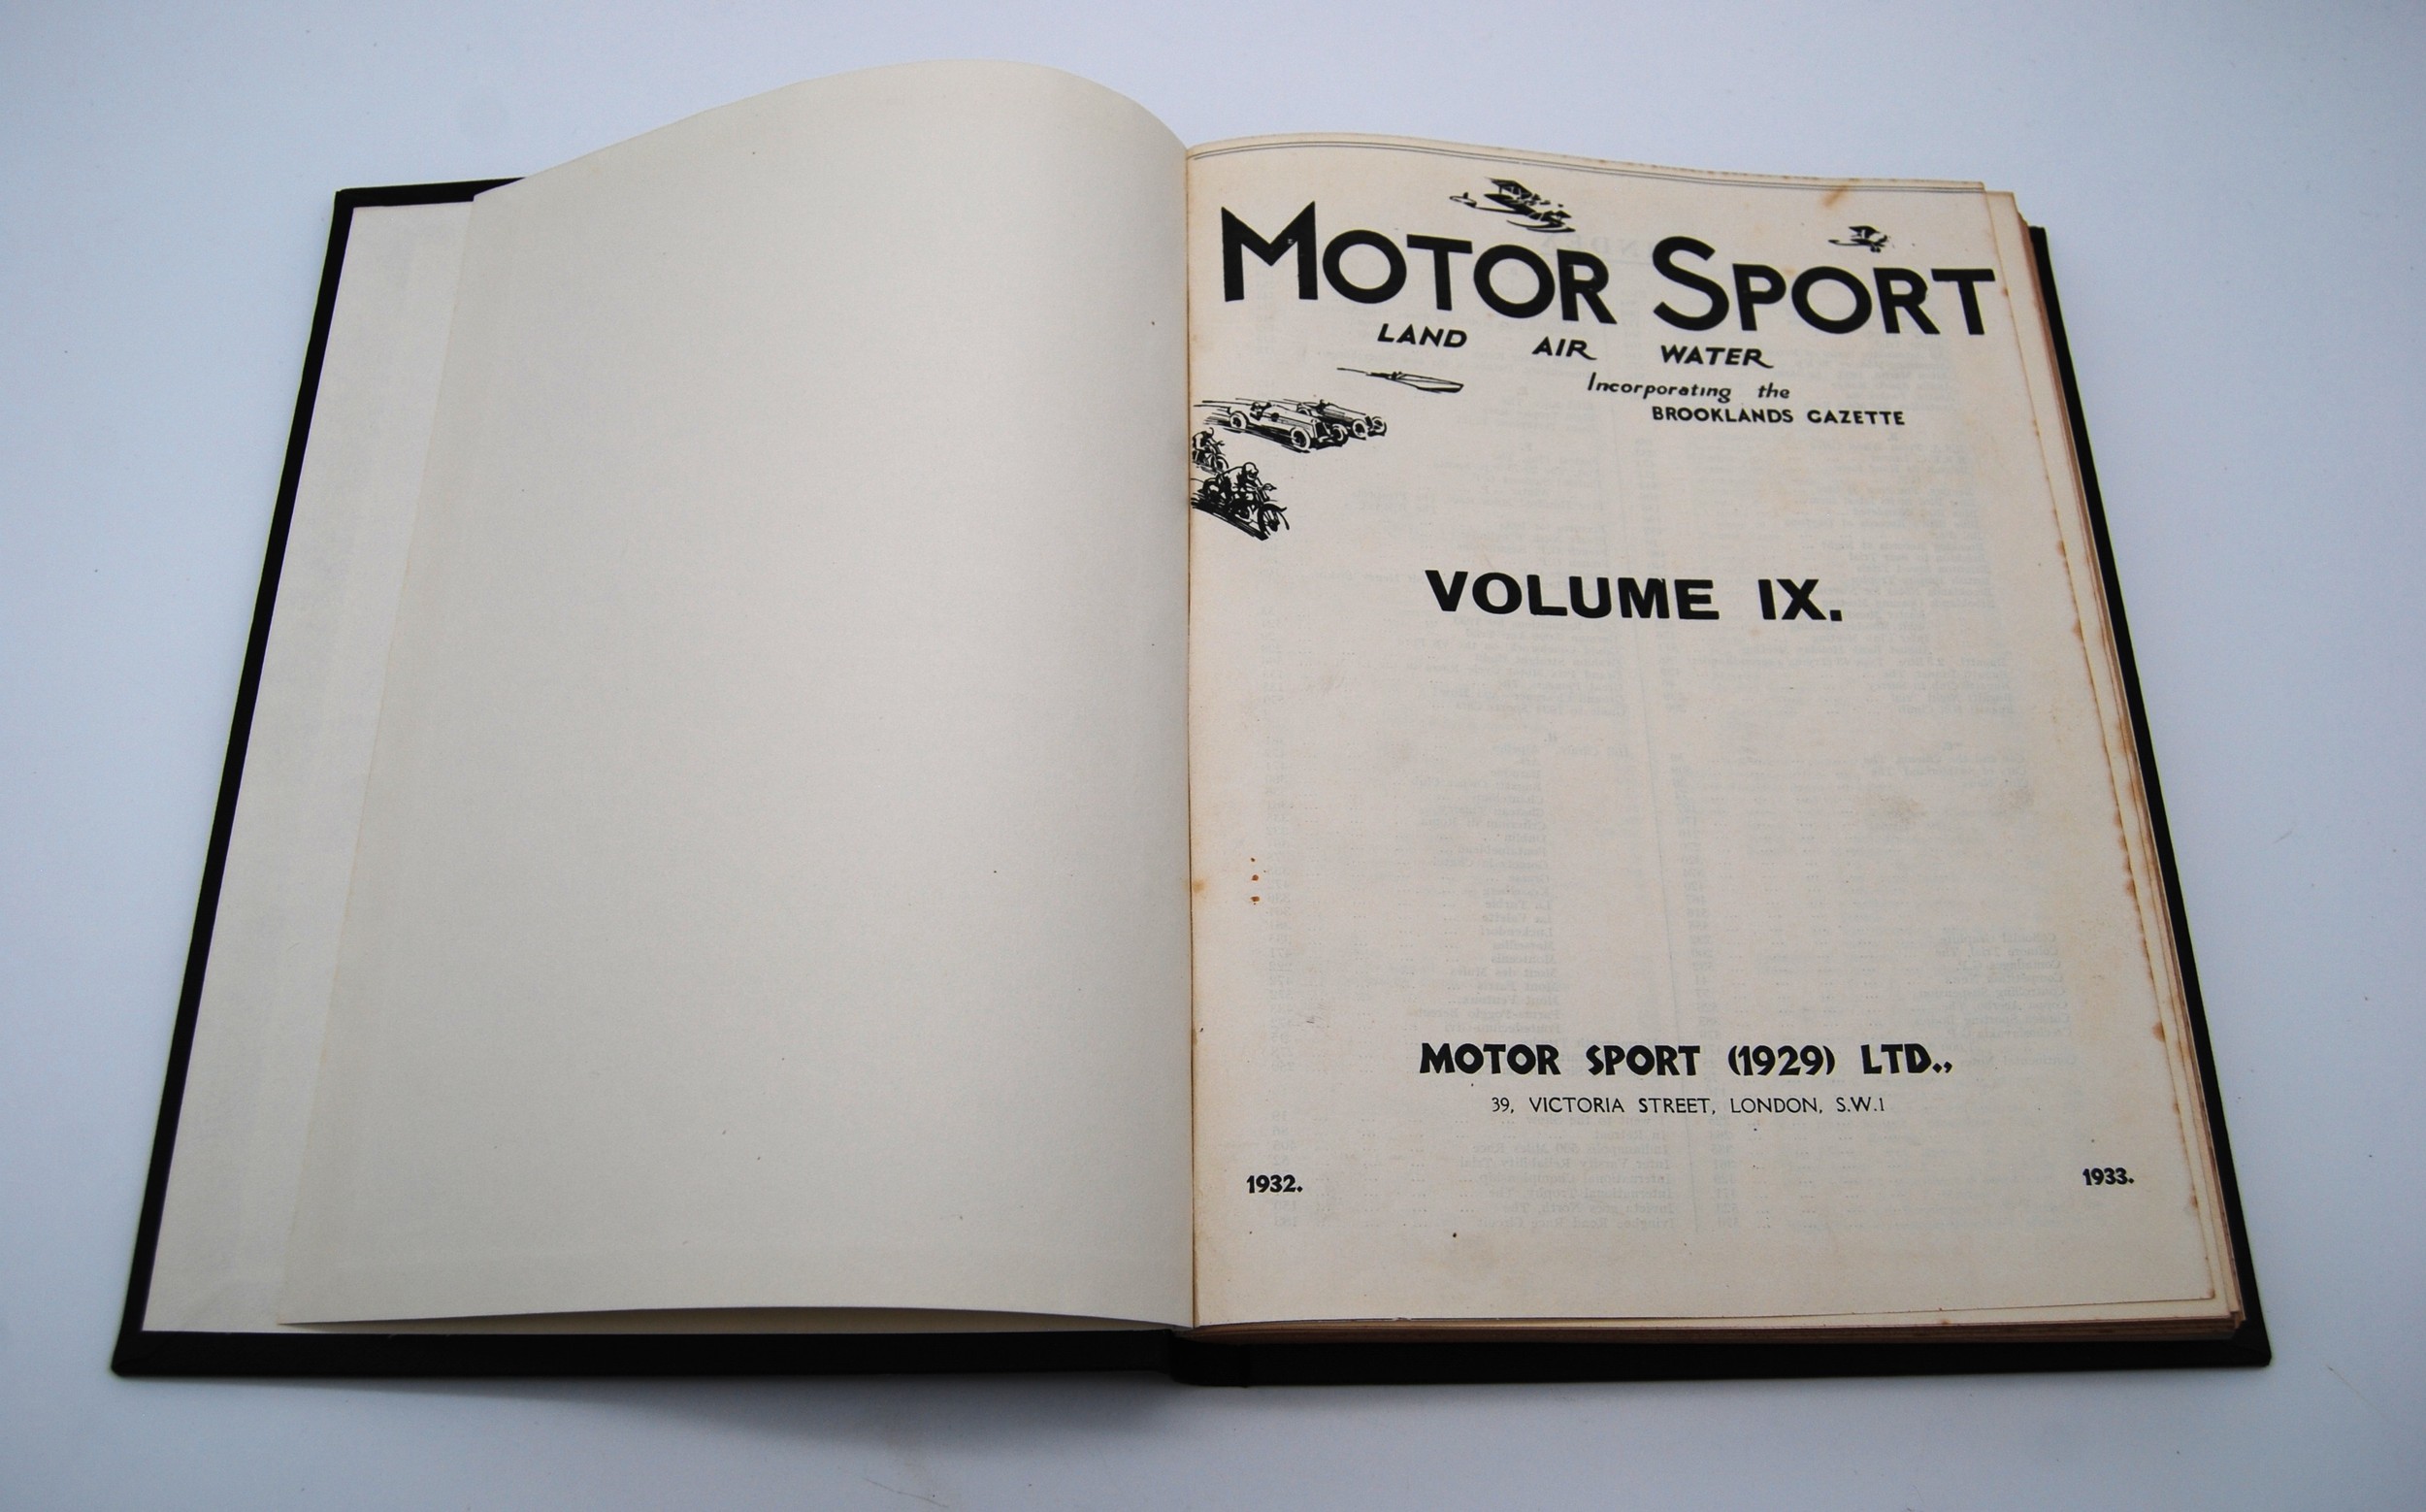 MOTOR SPORT
LAND AIR WATER
Incorporating the
BROOKLANDS GAZETTE
VOLUME IX.
MOTOR SPORT (1929) LTD.,
39, VICTORIA STREET, LONDON, S.W.1
1932. 1933.